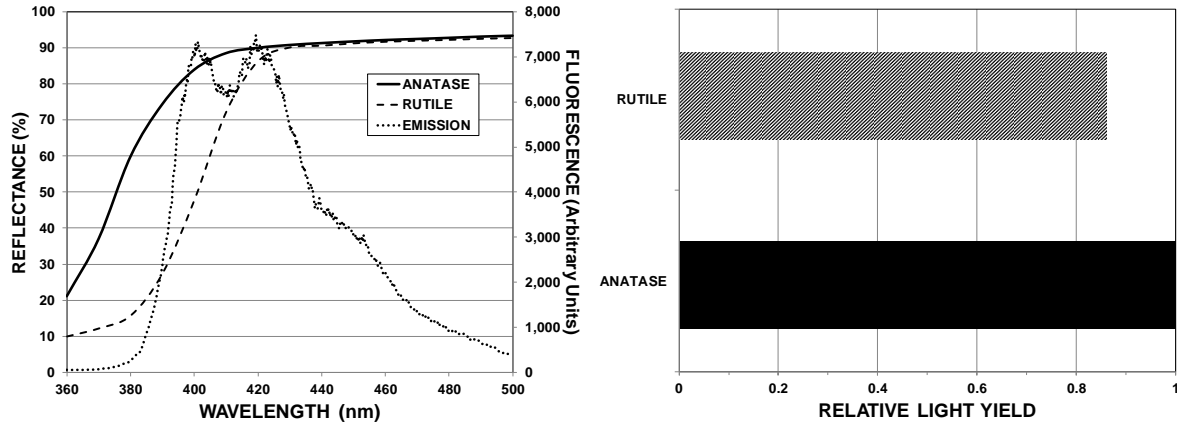 100
90
80
70
60
50
40
30
20
10
0
REFLECTANCE (%)
8,000
7,000
6,000
5,000
4,000
3,000
2,000
1,000
0
FLUORESCENCE (Arbitrary Units)
ANATASE
RUTILE
EMISSION
360 380 400 420 440 460 480 500
WAVELENGTH (nm)
RUTILE
ANATASE
0 0.2 0.4 0.6 0.8 1
RELATIVE LIGHT YIELD